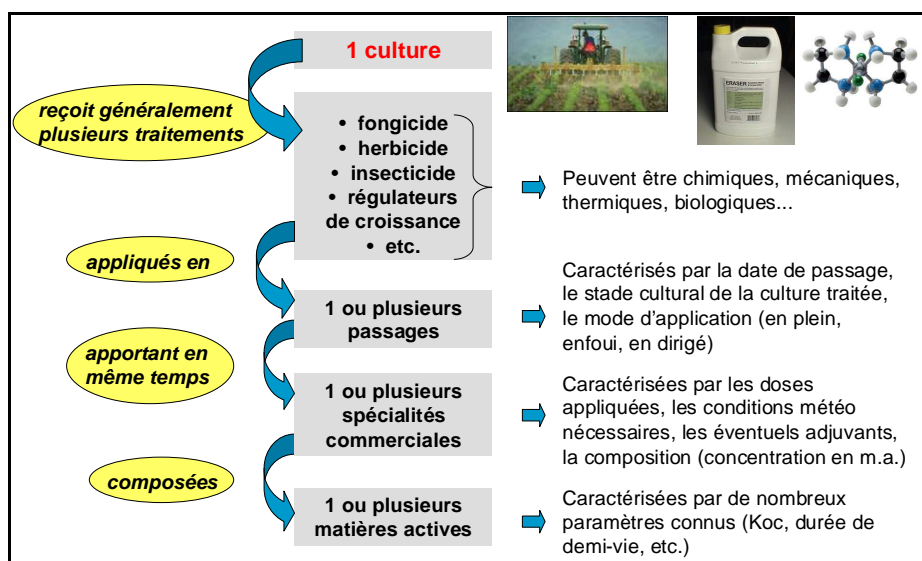 1 culture
reçoit généralement
plusieurs traitements
• fongicide
• herbicide
• insecticide
• régulateurs
de croissance
• etc.
Peuvent être chimiques, mécaniques,
thermiques, biologiques...
appliqués en
1 ou plusieurs
passages
Caractérisés par la date de passage,
le stade cultural de la culture traitée,
le mode d’application (en plein,
enfoui, en dirigé)
apportant en
même temps
1 ou plusieurs
spécialités
commerciales
Caractérisées par les doses
appliquées, les conditions météo
nécessaires, les éventuels adjuvants,
la composition (concentration en m.a.)
composées
1 ou plusieurs
matières actives
Caractérisées par de nombreux
paramètres connus (Koc, durée de
demi-vie, etc.)
ERASER